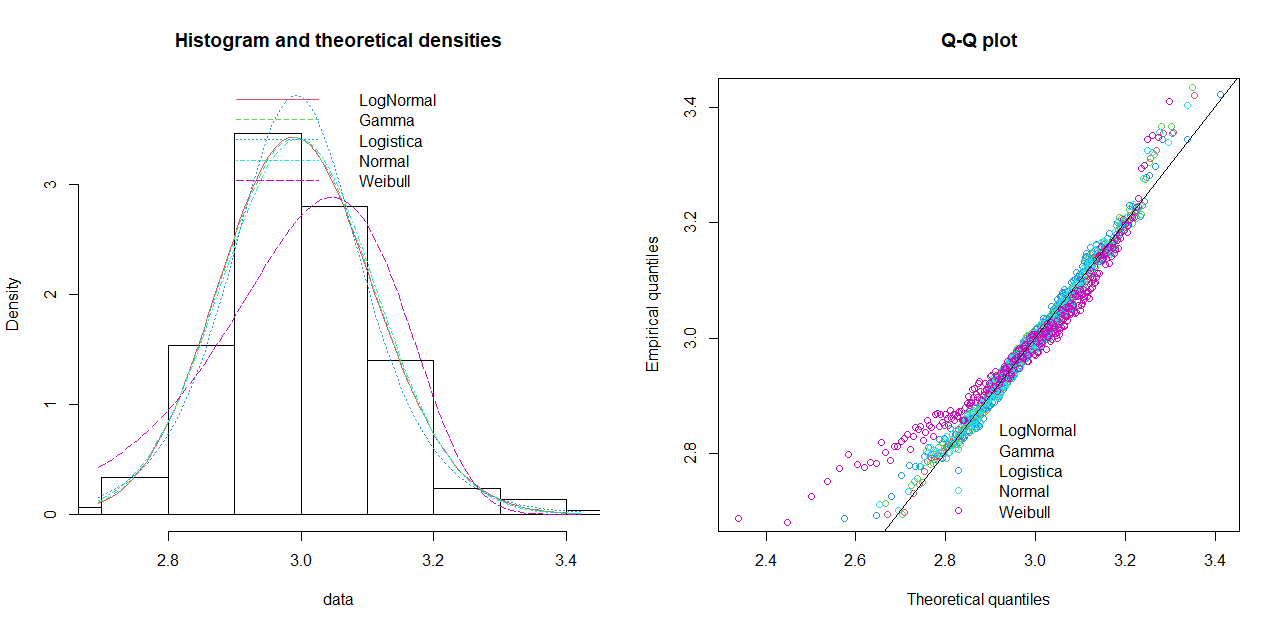 Histogram and theoretical densities
LogNormal
Gamma
Logistica
Normal
Weibull
Density
0
1
2
3
2.8
3.0
3.2
3.4
data
Q-Q plot
Empirical quantiles
2.8
3.0
3.2
3.4
LogNormal
Gamma
Logistica
Normal
Weibull
2.4
2.6
2.8
3.0
3.2
3.4
Theoretical quantiles